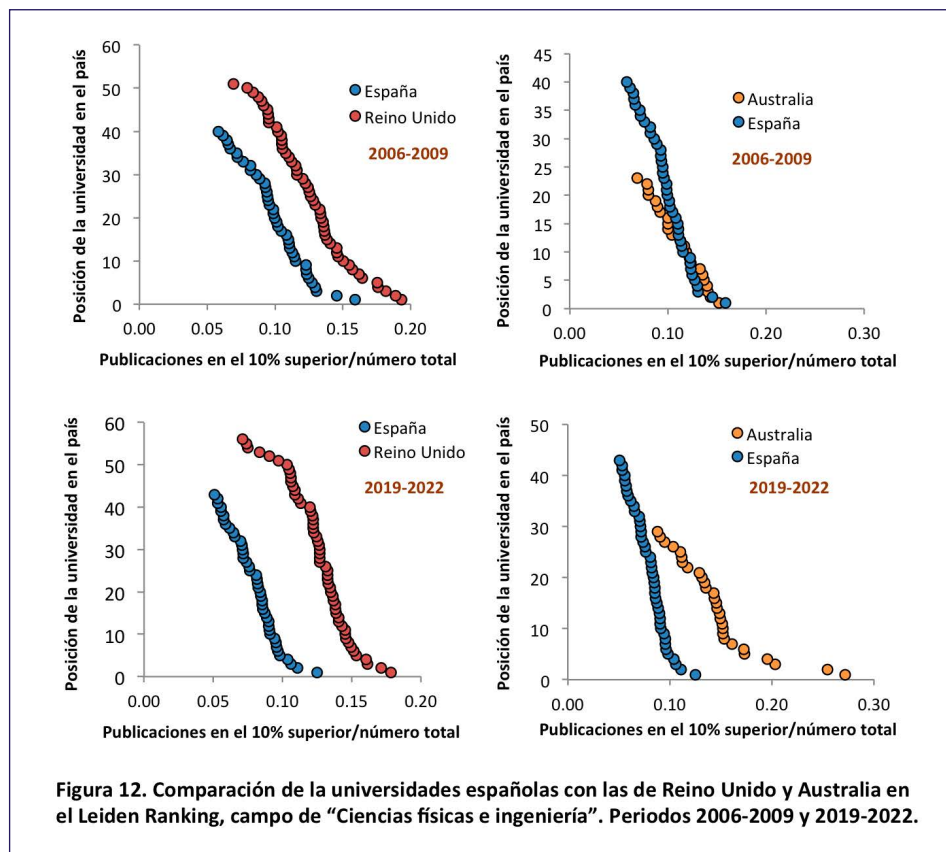 Posición de la universidad en el país
60
50
40
30
20
10
0
0.00 0.05 0.10 0.15 0.20
Publicaciones en el 10% superior/número total
España
Reino Unido
2006-2009
Posición de la universidad en el país
45
40
35
30
25
20
15
10
5
0
0.00 0.10 0.20 0.30
Publicaciones en el 10% superior/número total
Australia
España
2006-2009
Posición de la universidad en el país
60
50
40
30
20
10
0
0.00 0.05 0.10 0.15 0.20
Publicaciones en el 10% superior/número total
España
Reino Unido
2019-2022
Posición de la universidad en el país
50
40
30
20
10
0
0.00 0.10 0.20 0.30
Publicaciones en el 10% superior/número total
Australia
España
2019-2022
Figura 12. Comparación de la universidades españolas con las de Reino Unido y Australia en
el Leiden Ranking, campo de “Ciencias físicas e ingeniería”. Periodos 2006-2009 y 2019-2022.